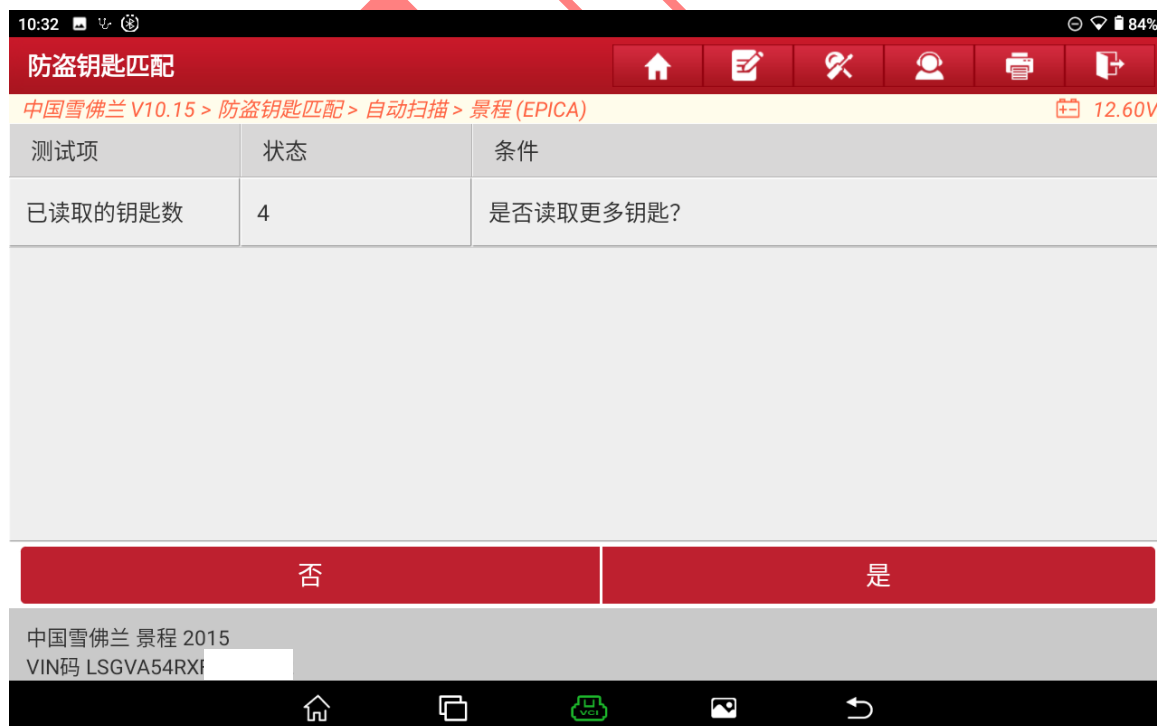 10:32 84%
防盗钥匙匹配
中国雪佛兰 V10.15 > 防盗钥匙匹配 > 自动扫描 > 景程 (EPICA) 12.60V
测试项 状态 条件
已读取的钥匙数 4 是否读取更多钥匙?
否 是
中国雪佛兰 景程 2015
VIN码 LSGVA54RX
VCI